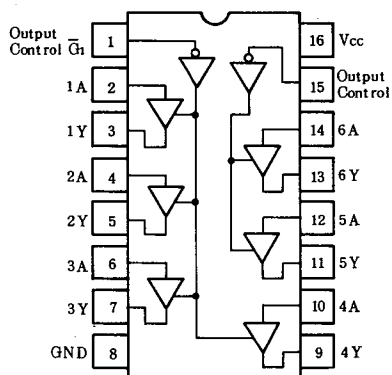 Output
Control G̅1
1
1A
2
1Y
3
2A
4
2Y
5
3A
6
3Y
7
GND
8
16
Vcc
15
Output
Control
14
6A
13
6Y
12
5A
11
5Y
10
4A
9
4Y